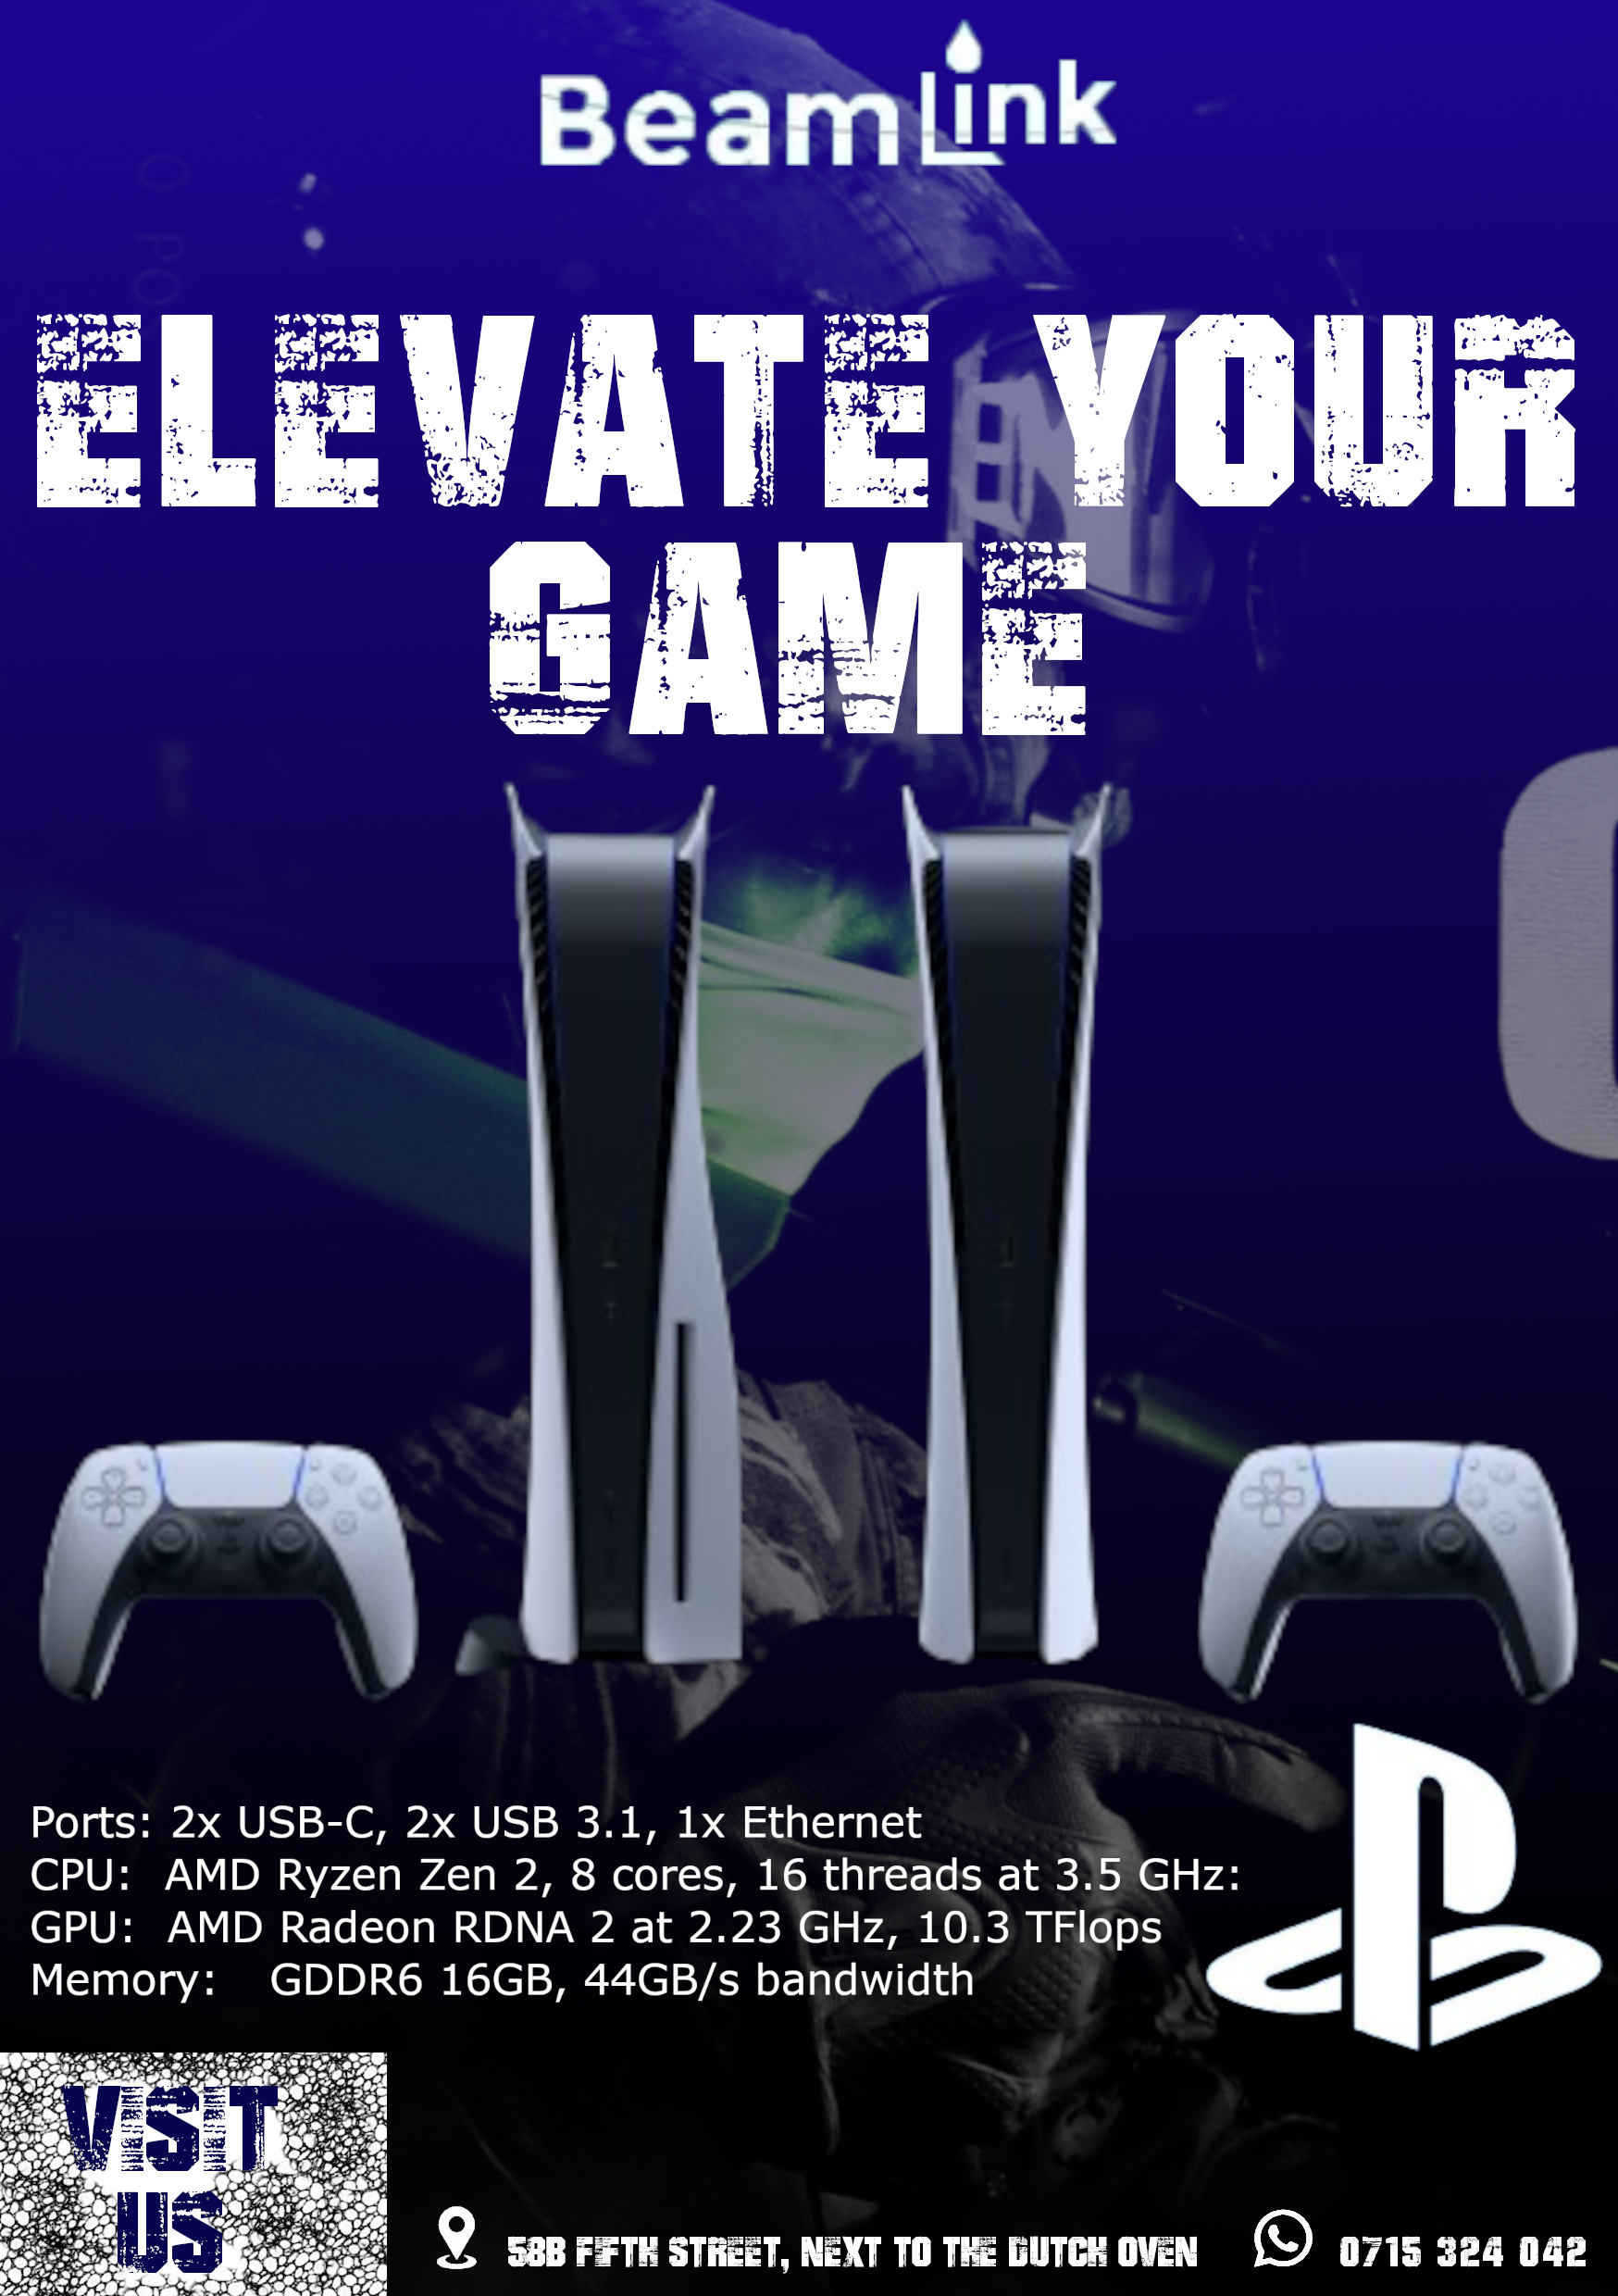 BeamLink
ELEVATE YOUR
GAME
Ports: 2x USB-C, 2x USB 3.1, 1x Ethernet
CPU: AMD Ryzen Zen 2, 8 cores, 16 threads at 3.5 GHz:
GPU: AMD Radeon RDNA 2 at 2.23 GHz, 10.3 TFlops
Memory: GDDR6 16GB, 44GB/s bandwidth
VISIT
US
58B FIFTH STREET, NEXT TO THE DUTCH OVEN
0715 324 042